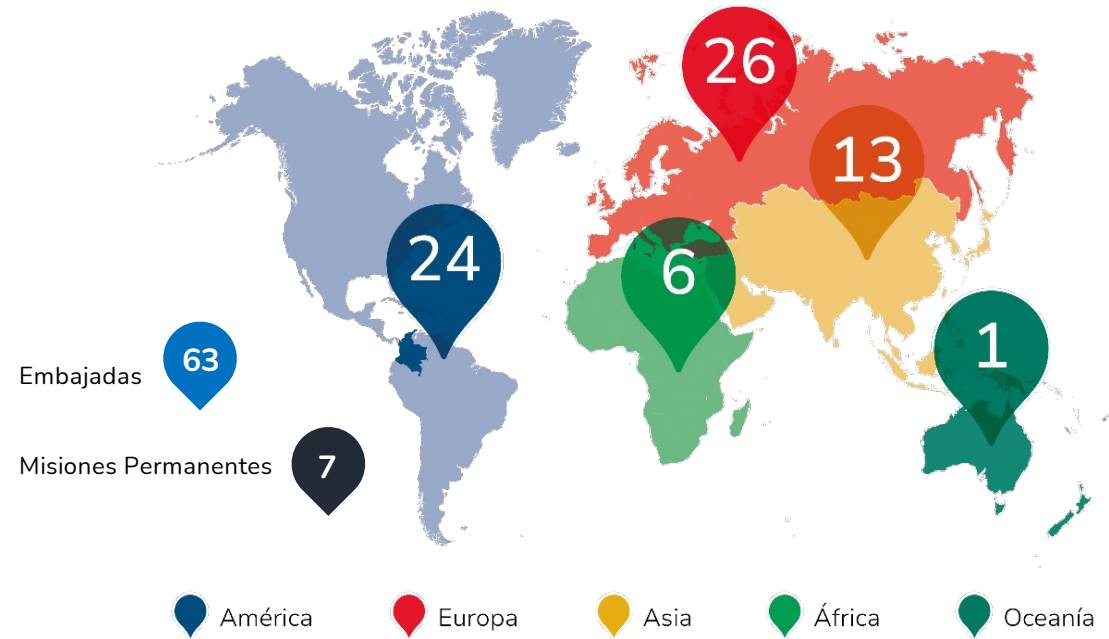 26
13
24
6
1
Embajadas 63
Misiones Permanentes 7
América Europa Asia África Oceanía